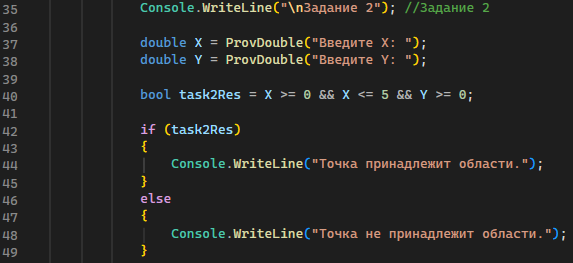 35 Console.WriteLine("\nЗадание 2"); //Задание 2
36
37 double X = ProvDouble("Введите X: ");
38 double Y = ProvDouble("Введите Y: ");
39
40 bool task2Res = X >= 0 && X <= 5 && Y >= 0;
41
42 if (task2Res)
43 {
44 Console.WriteLine("Точка принадлежит области.");
45 }
46 else
47 {
48 Console.WriteLine("Точка не принадлежит области.");
49 }